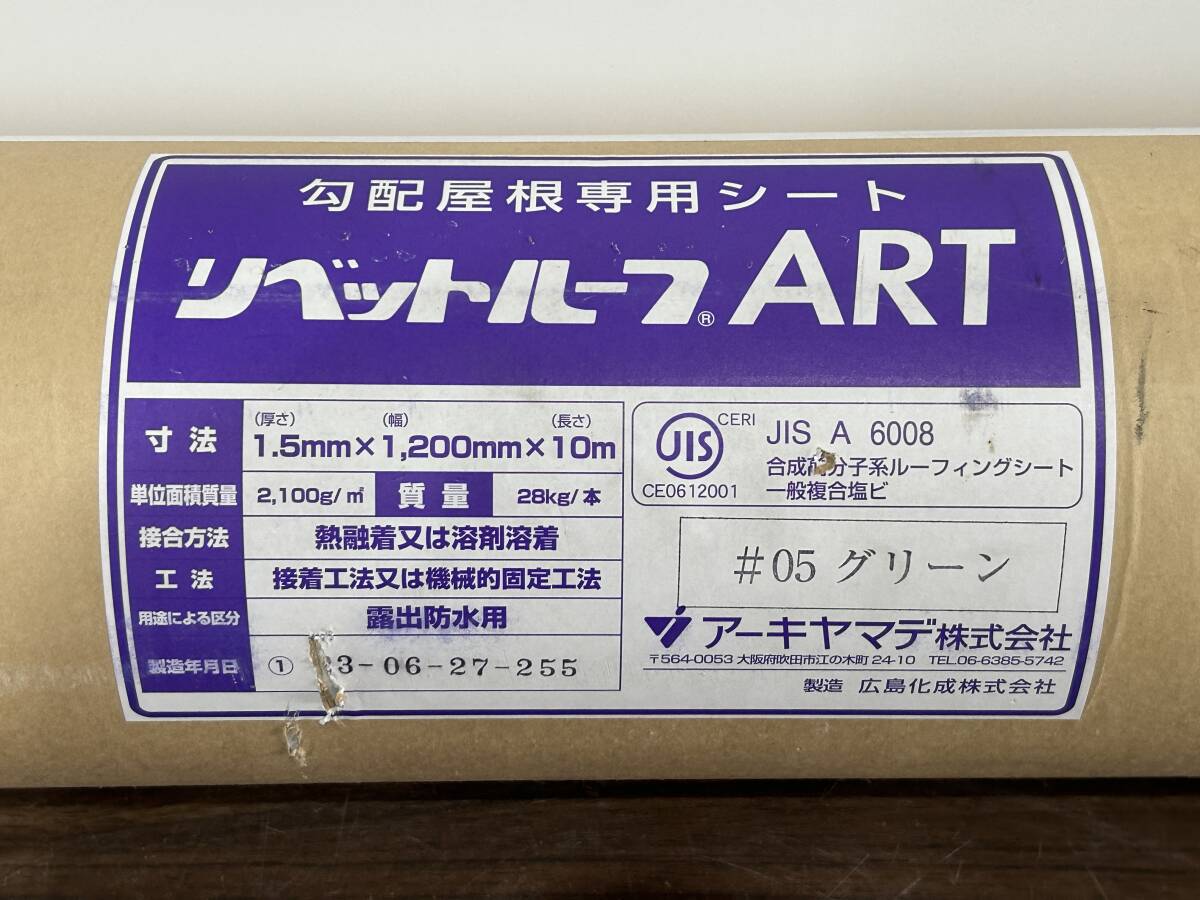 勾配屋根専用シート
リベットルーフ® ART
寸法 (厚さ) (幅) (長さ)
1.5mm×1,200mm×10m
単位面積質量 2,100g/㎡ 質量 28kg/本
接合方法 熱融着又は溶剤溶着
工法 接着工法又は機械的固定工法
用途による区分 露出防水用
製造年月日 ① 3-06-27-255
JIS CERI
CE0612001
JIS A 6008
合成高分子系ルーフィングシート
一般複合塩ビ
#05 グリーン
アーキヤマデ株式会社
〒564-0053 大阪府吹田市江の木町24-10 TEL.06-6385-5742
製造 広島化成株式会社